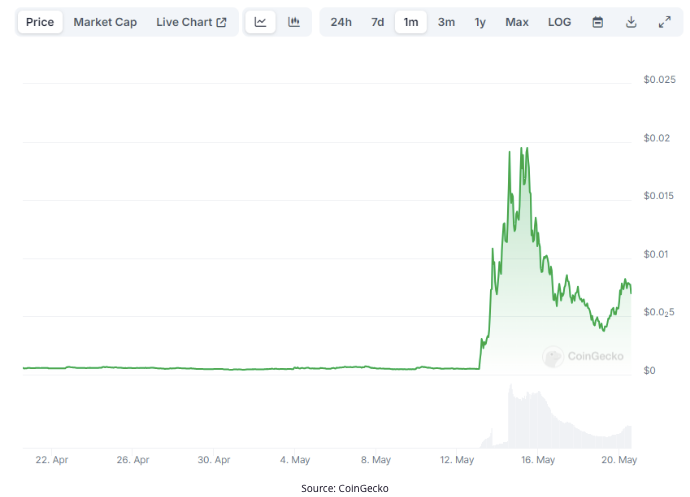 Price Market Cap Live Chart 24h 7d 1m 3m 1y Max LOG
$0.025
$0.02
$0.015
$0.01
$0.0₅5
CoinGecko
$0
22. Apr 26. Apr 30. Apr 4. May 8. May 12. May 16. May 20. May
Source: CoinGecko